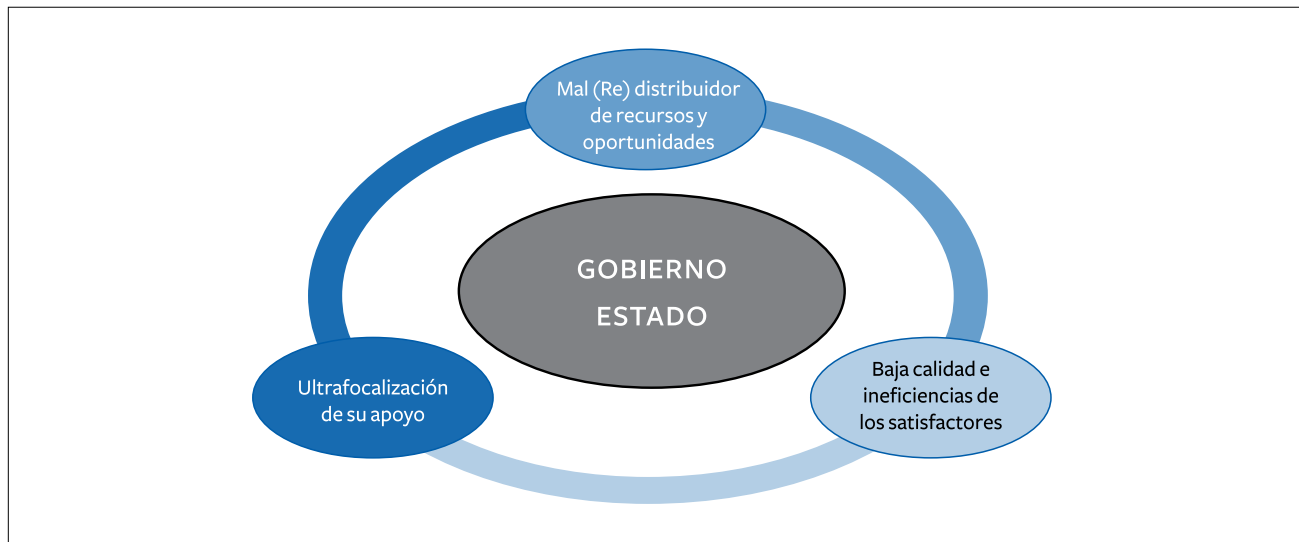 Mal (Re) distribuidor
de recursos y
oportunidades
GOBIERNO
ESTADO
Ultrafocalización
de su apoyo
Baja calidad e
ineficiencias de
los satisfactores